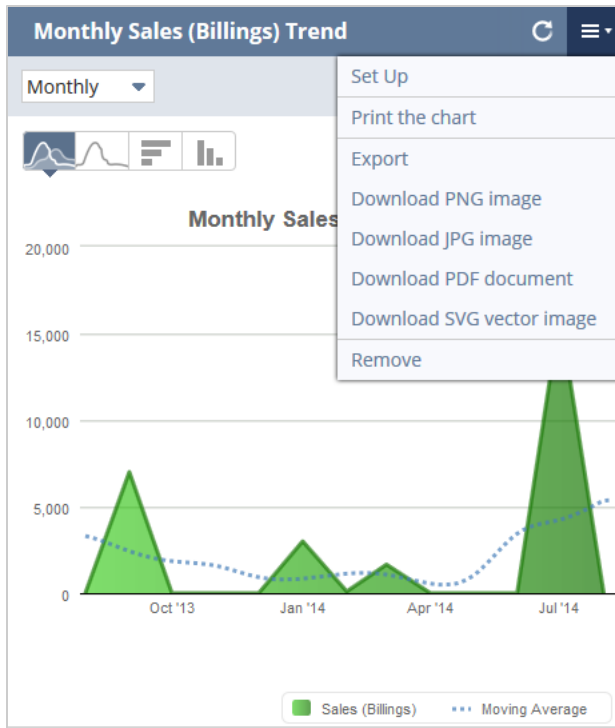 Monthly Sales (Billings) Trend
Monthly
Set Up
Print the chart
Export
Download PNG image
Download JPG image
Download PDF document
Download SVG vector image
Remove
Monthly Sales
20,000
15,000
10,000
5,000
0
Oct '13
Jan '14
Apr '14
Jul '14
Sales (Billings)
Moving Average